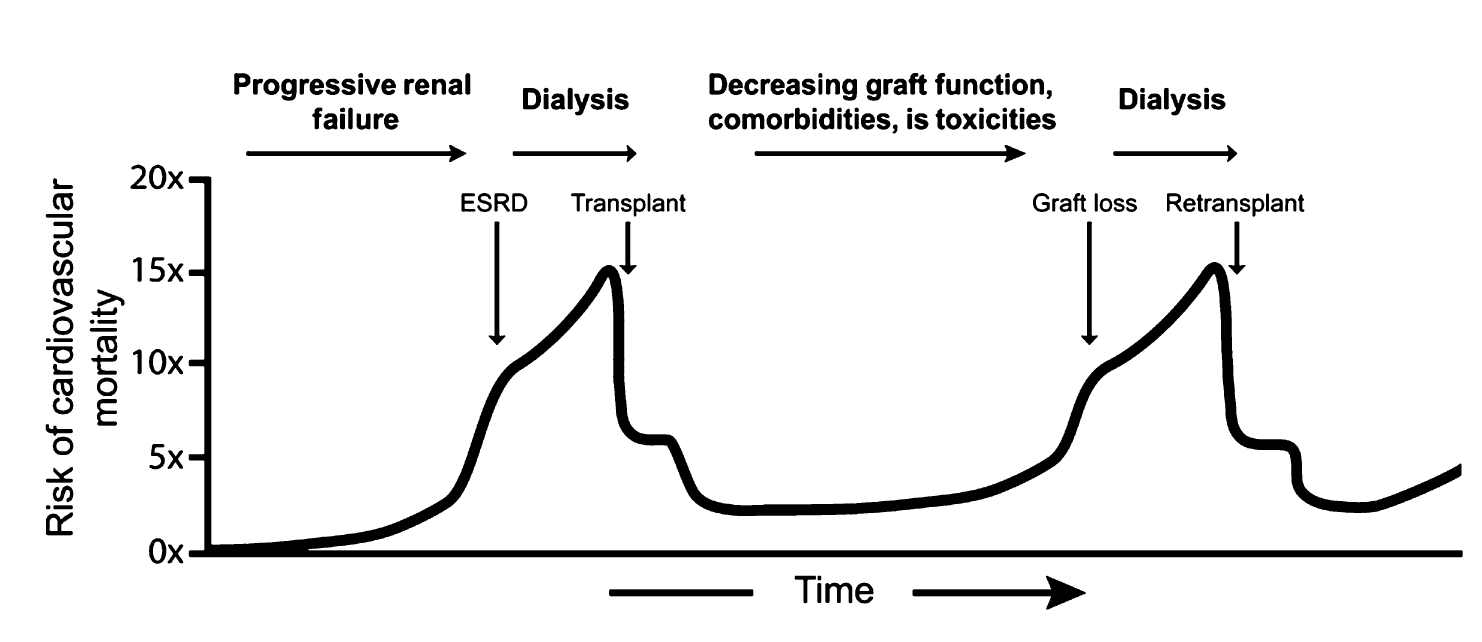 Progressive renal
failure
Dialysis
Decreasing graft function,
comorbidities, is toxicities
Dialysis
ESRD
Transplant
Graft loss
Retransplant
Risk of cardiovascular
mortality
20x
15x
10x
5x
0x
Time